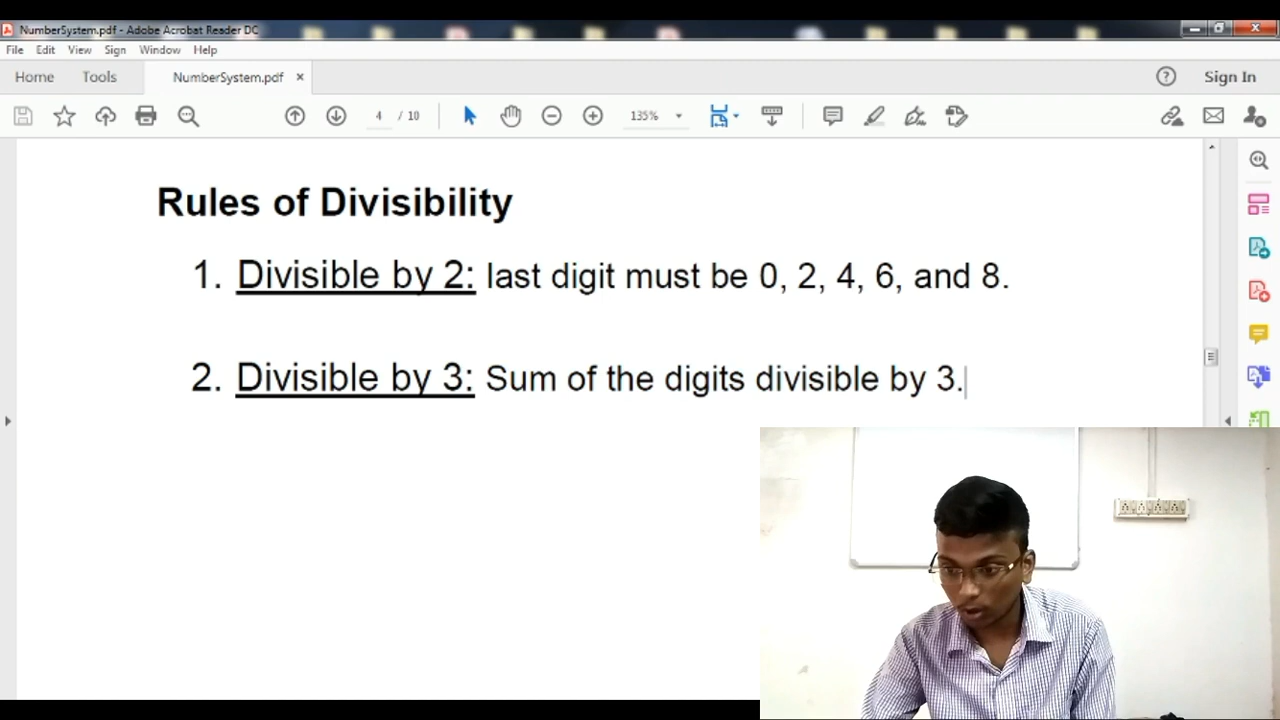 NumberSystem.pdf - Adobe Acrobat Reader DC
File Edit View Sign Window Help
Home Tools NumberSystem.pdf × Sign In
4 / 10 135%
Rules of Divisibility
1. Divisible by 2: last digit must be 0, 2, 4, 6, and 8.
2. Divisible by 3: Sum of the digits divisible by 3.